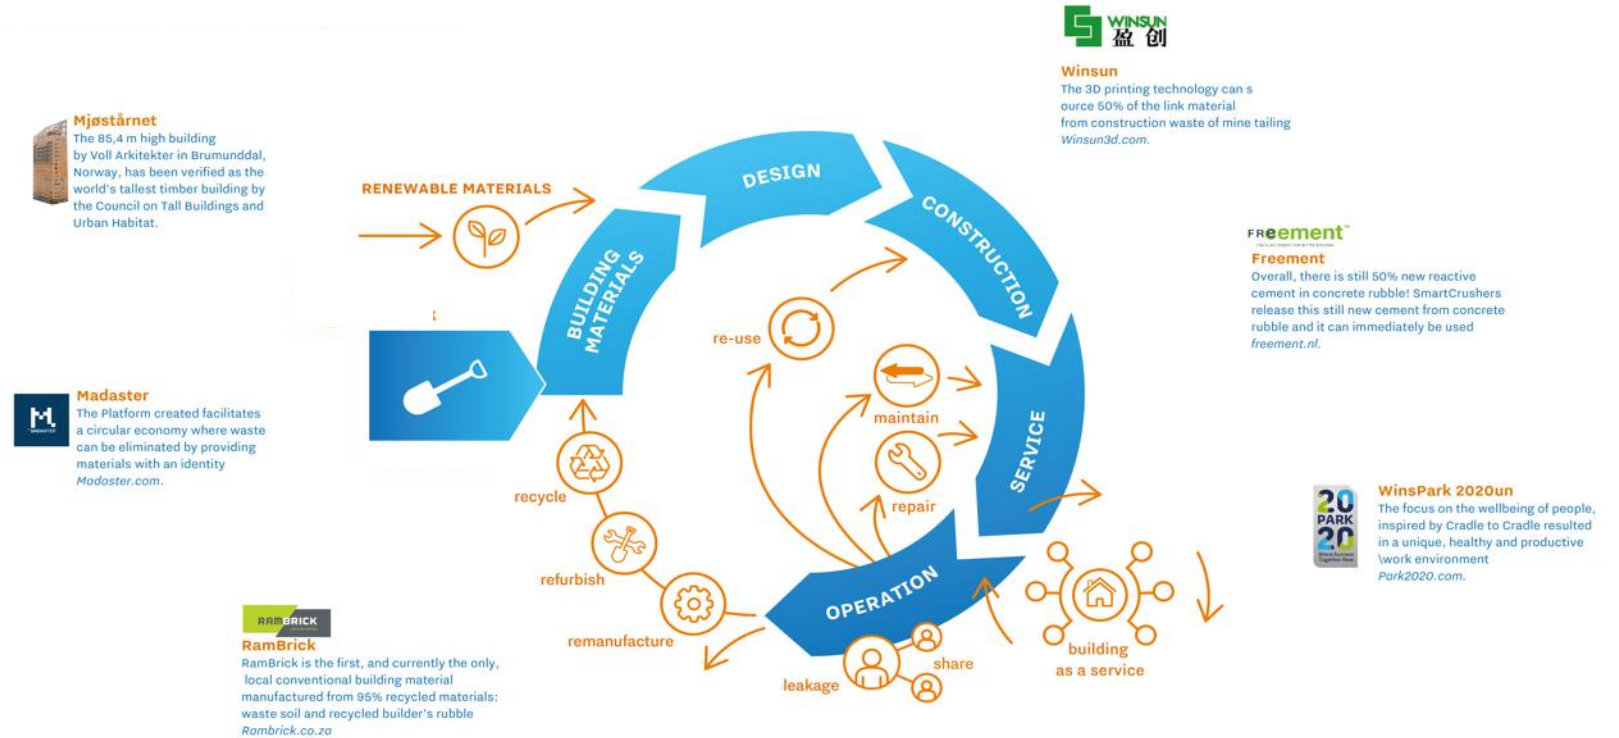 WINSUN
盈创
Winsun
The 3D printing technology can s
ource 50% of the link material
from construction waste of mine tailing
Winsun3d.com.
Mjøstårnet
The 85,4 m high building
by Voll Arkitekter in Brumunddal,
Norway, has been verified as the
world's tallest timber building by
the Council on Tall Buildings and
Urban Habitat.
RENEWABLE MATERIALS
DESIGN
CONSTRUCTION
BUILDING
MATERIALS
SERVICE
OPERATION
re-use
maintain
repair
recycle
refurbish
remanufacture
leakage
share
building
as a service
FReement
Freement
Overall, there is still 50% new reactive
cement in concrete rubble! SmartCrushers
release this still new cement from concrete
rubble and it can immediately be used
freement.nl.
Madaster
The Platform created facilitates
a circular economy where waste
can be eliminated by providing
materials with an identity
Madaster.com.
20
PARK
20
WinsPark 2020un
The focus on the wellbeing of people,
inspired by Cradle to Cradle resulted
in a unique, healthy and productive
\work environment
Park2020.com.
RAMBRICK
RamBrick
RamBrick is the first, and currently the only,
local conventional building material
manufactured from 95% recycled materials:
waste soil and recycled builder's rubble
Rambrick.co.za